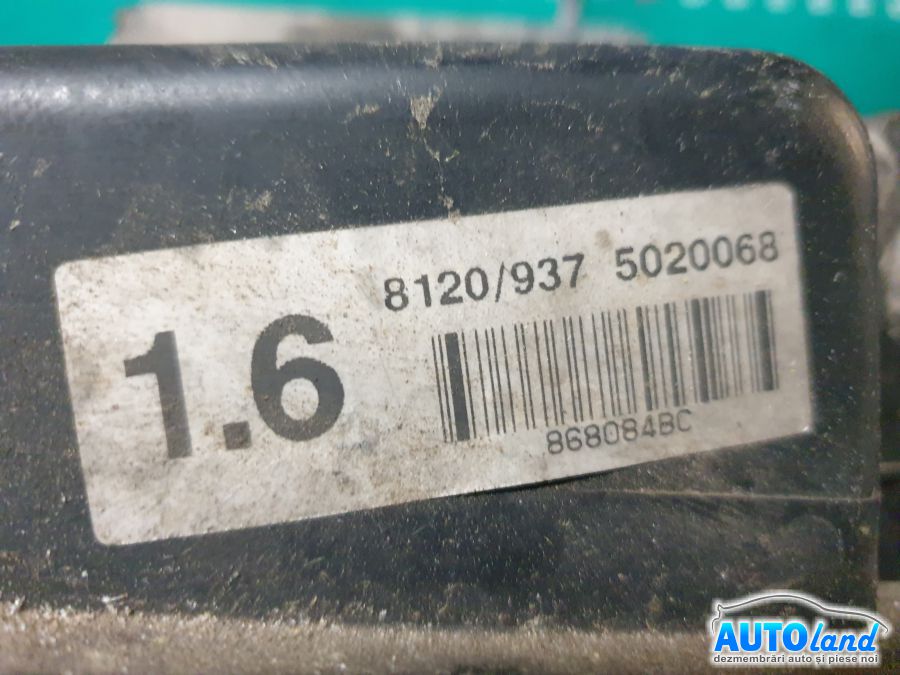 8120/937 5020068
1.6
868084BC
AUTOland
dezmembrări auto și piese noi